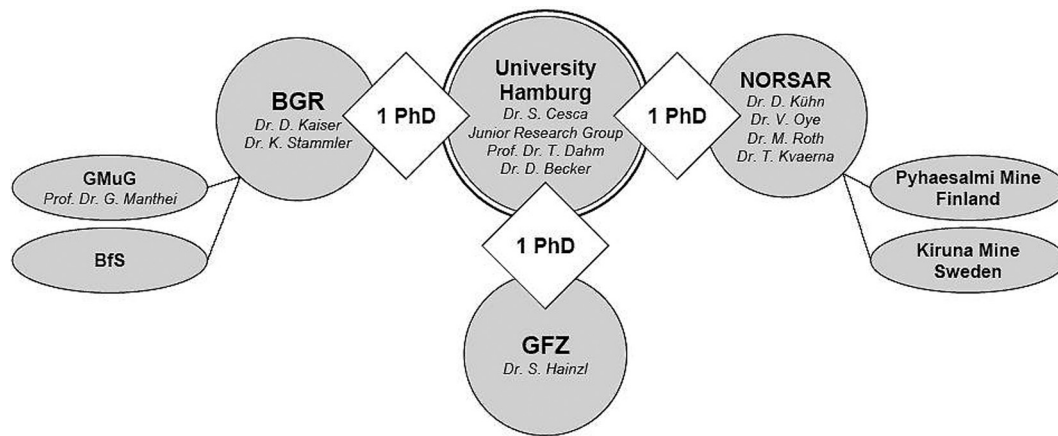 BGR
Dr. D. Kaiser
Dr. K. Stammler
1 PhD
University
Hamburg
Dr. S. Cesca
Junior Research Group
Prof. Dr. T. Dahm
Dr. D. Becker
1 PhD
NORSAR
Dr. D. Kühn
Dr. V. Oye
Dr. M. Roth
Dr. T. Kvaerna
GMuG
Prof. Dr. G. Manthei
BfS
1 PhD
Pyhaesalmi Mine
Finland
Kiruna Mine
Sweden
GFZ
Dr. S. Hainzl